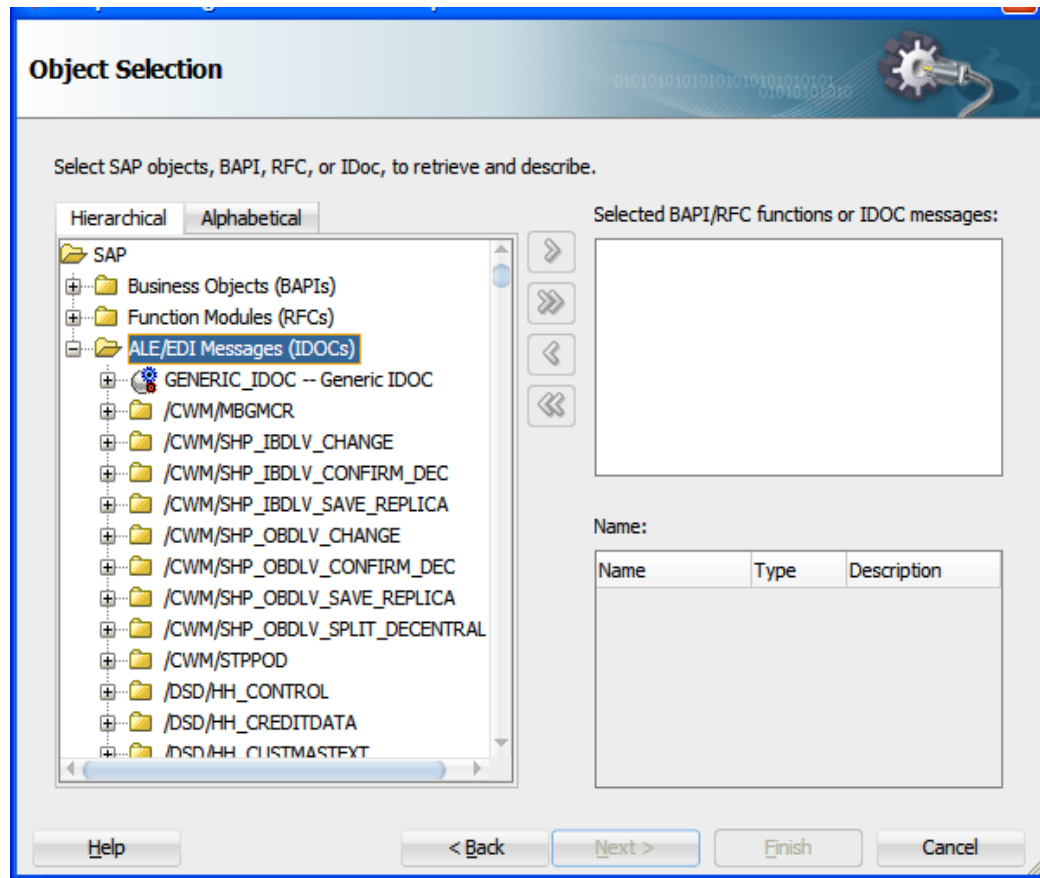 Object Selection
Select SAP objects, BAPI, RFC, or IDoc, to retrieve and describe.
Hierarchical
Alphabetical
SAP
Business Objects (BAPIs)
Function Modules (RFCs)
ALE/EDI Messages (IDOCs)
GENERIC_IDOC -- Generic IDOC
/CWM/MBGMCR
/CWM/SHP_IBDLV_CHANGE
/CWM/SHP_IBDLV_CONFIRM_DEC
/CWM/SHP_IBDLV_SAVE_REPLICA
/CWM/SHP_OBDLV_CHANGE
/CWM/SHP_OBDLV_CONFIRM_DEC
/CWM/SHP_OBDLV_SAVE_REPLICA
/CWM/SHP_OBDLV_SPLIT_DECENTRAL
/CWM/STPPOD
/DSD/HH_CONTROL
/DSD/HH_CREDITDATA
/DSD/HH_CUSTMASTEXT
Selected BAPI/RFC functions or IDOC messages:
Name:
Name Type Description
Help
< Back
Next >
Finish
Cancel